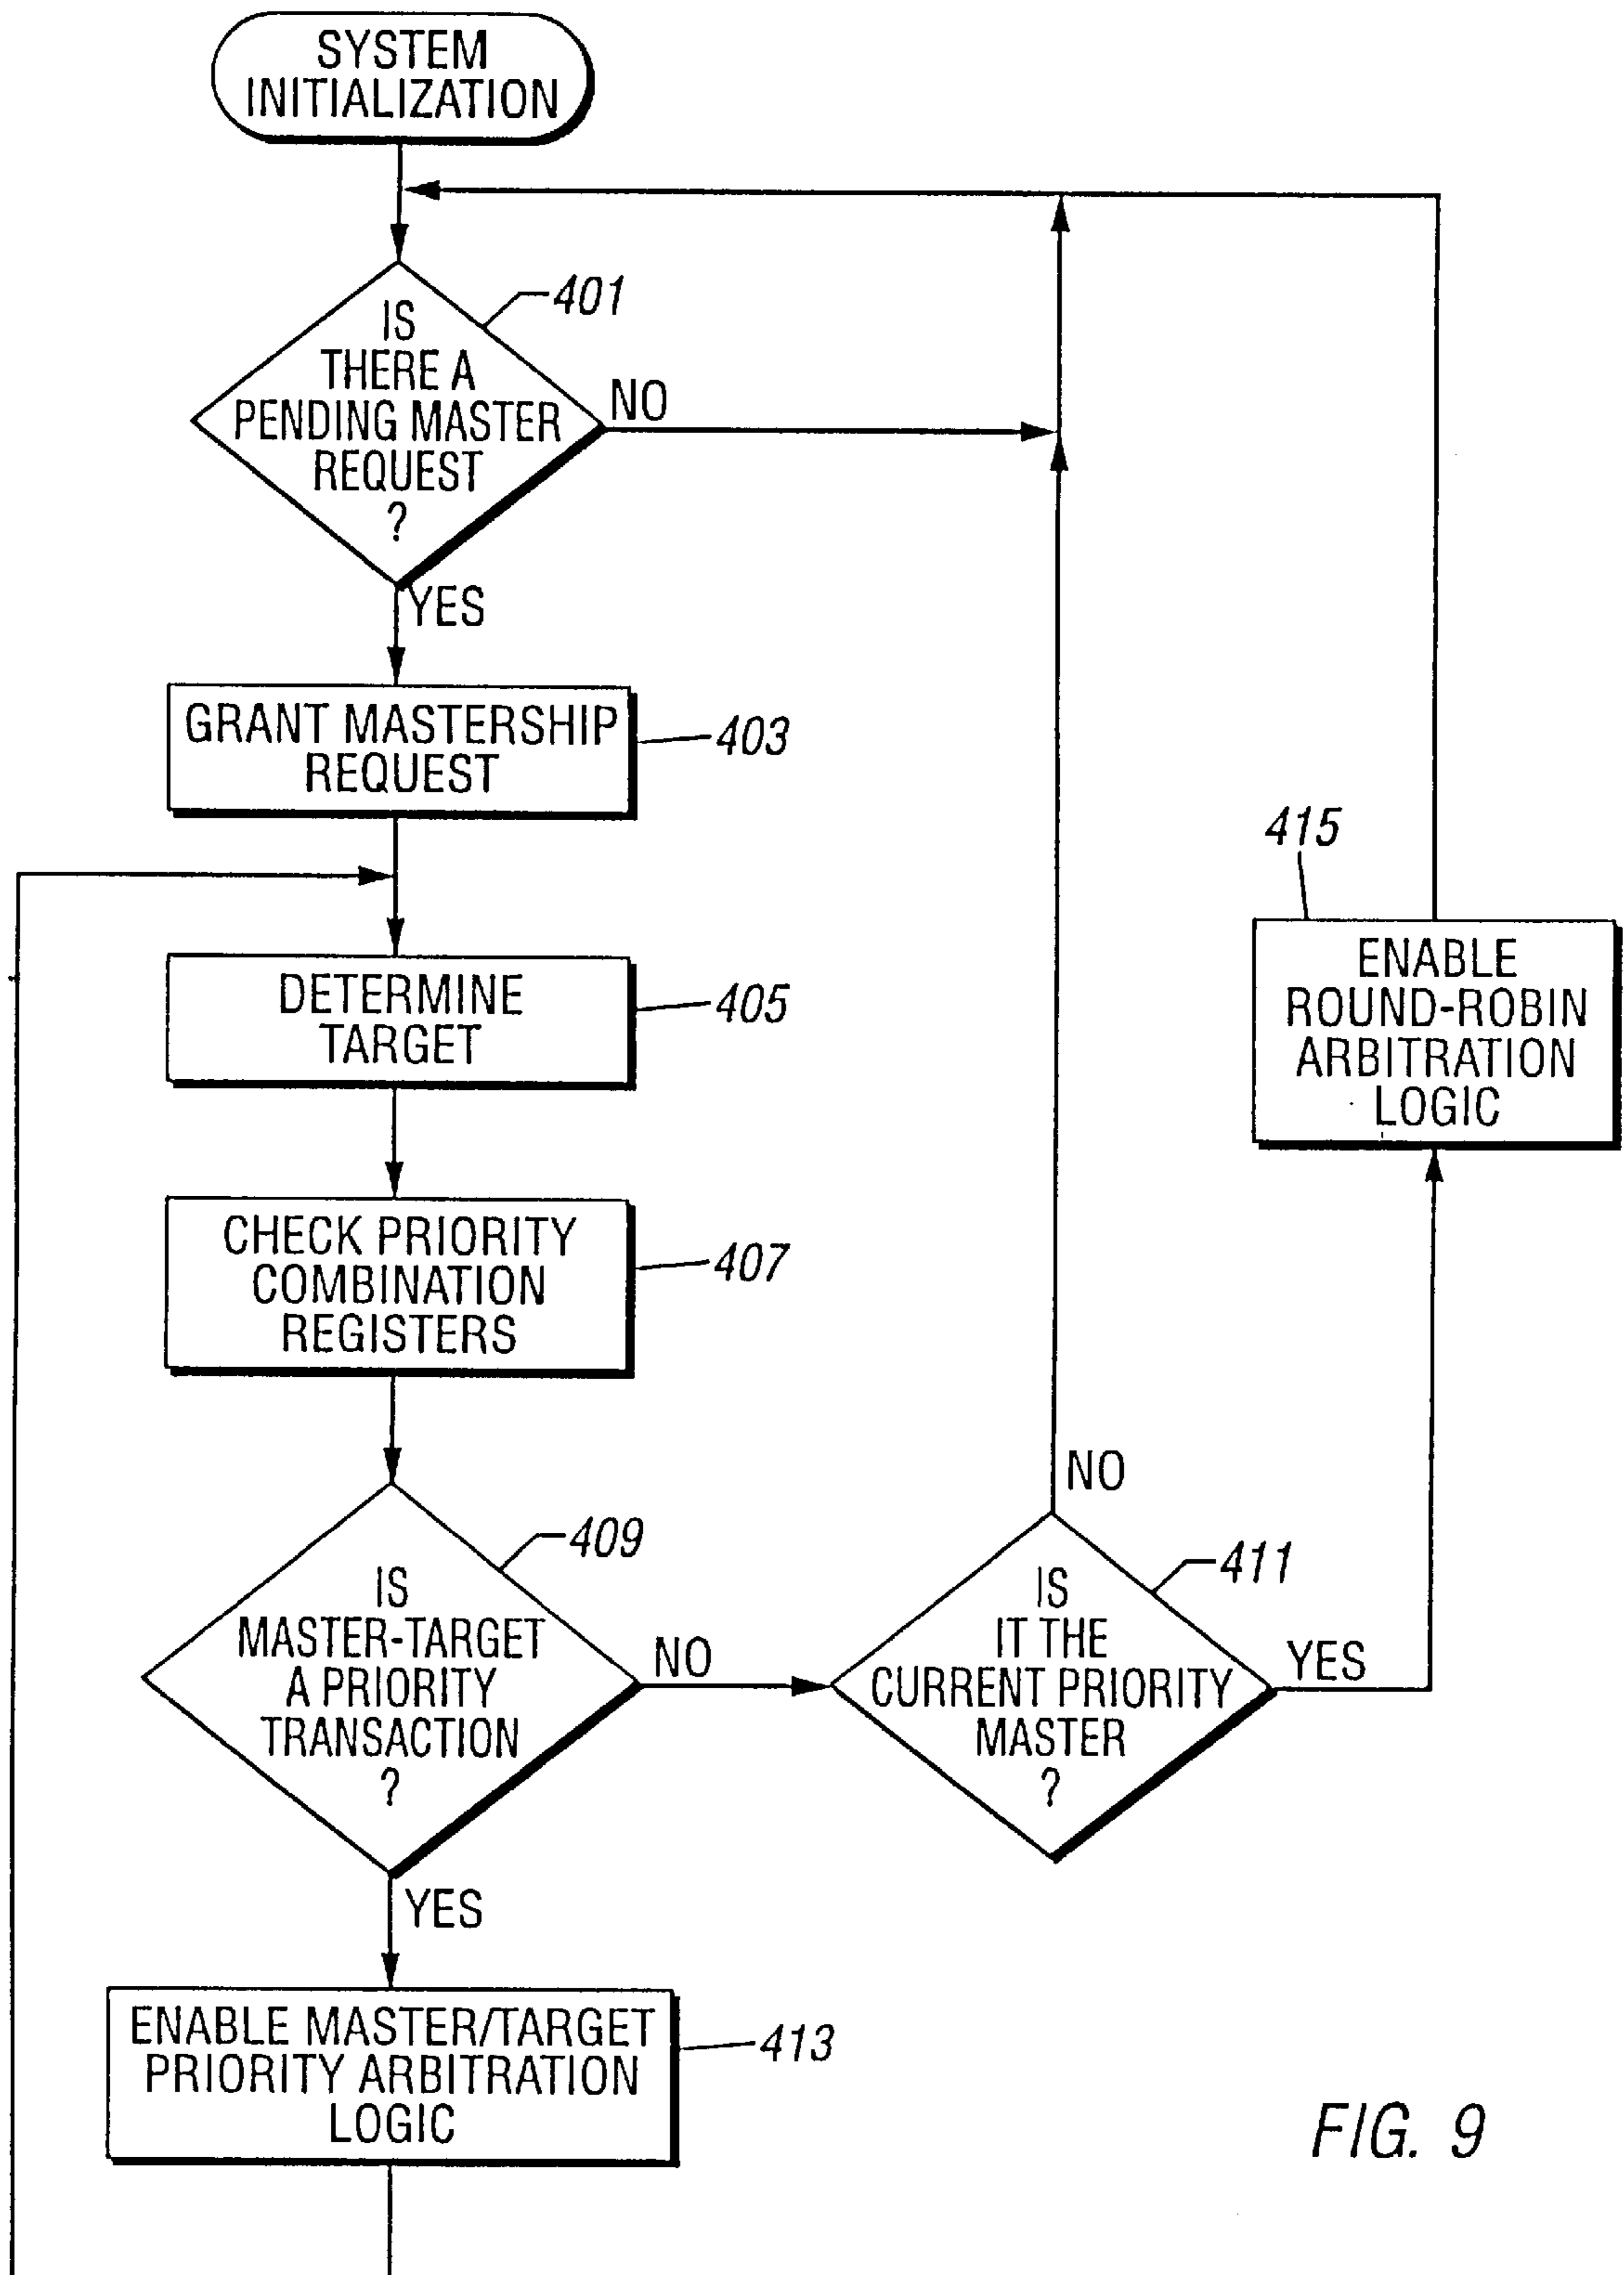 SYSTEM
INITIALIZATION
401
IS
THERE A
PENDING MASTER
REQUEST
?
NO
YES
GRANT MASTERSHIP
REQUEST
403
DETERMINE
TARGET
405
CHECK PRIORITY
COMBINATION
REGISTERS
407
409
IS
MASTER-TARGET
A PRIORITY
TRANSACTION
?
NO
YES
411
IS
IT THE
CURRENT PRIORITY
MASTER
?
NO
YES
415
ENABLE
ROUND-ROBIN
ARBITRATION
LOGIC
ENABLE MASTER/TARGET
PRIORITY ARBITRATION
LOGIC
413
FIG. 9